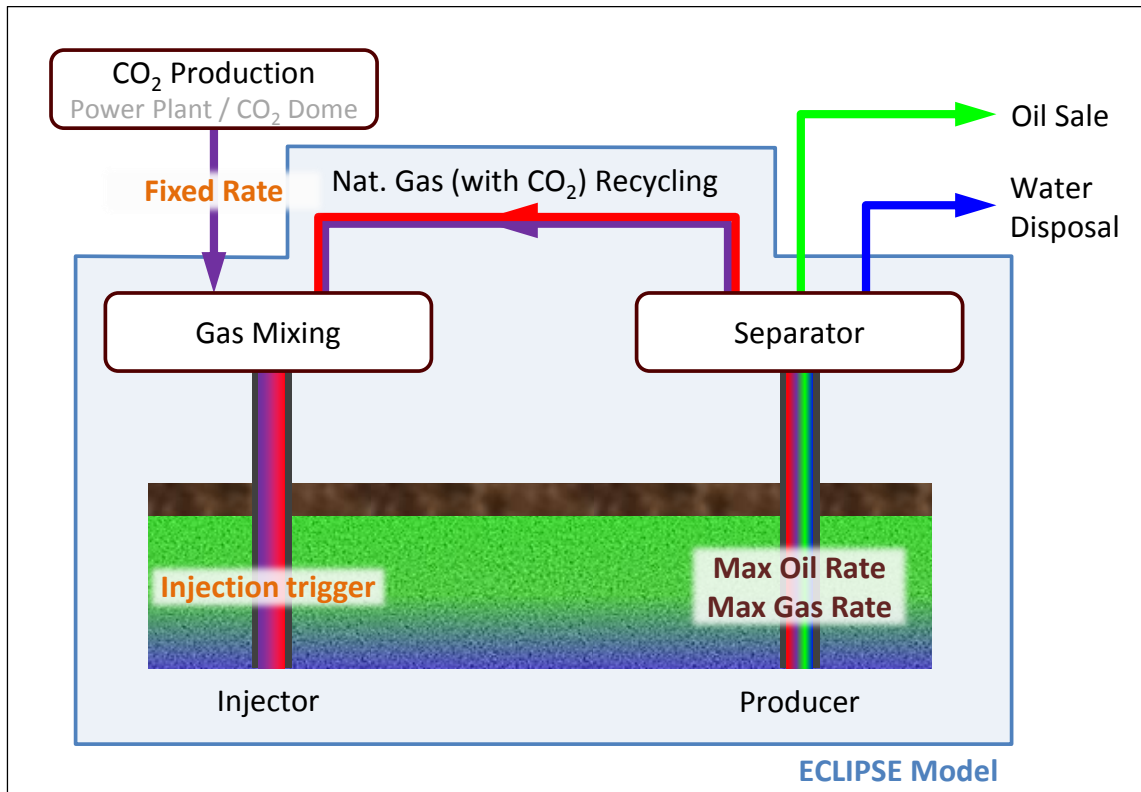 CO₂ Production
Power Plant / CO₂ Dome
Oil Sale
Fixed Rate
Nat. Gas (with CO₂) Recycling
Water
Disposal
Gas Mixing
Separator
Injection trigger
Max Oil Rate
Max Gas Rate
Injector
Producer
ECLIPSE Model